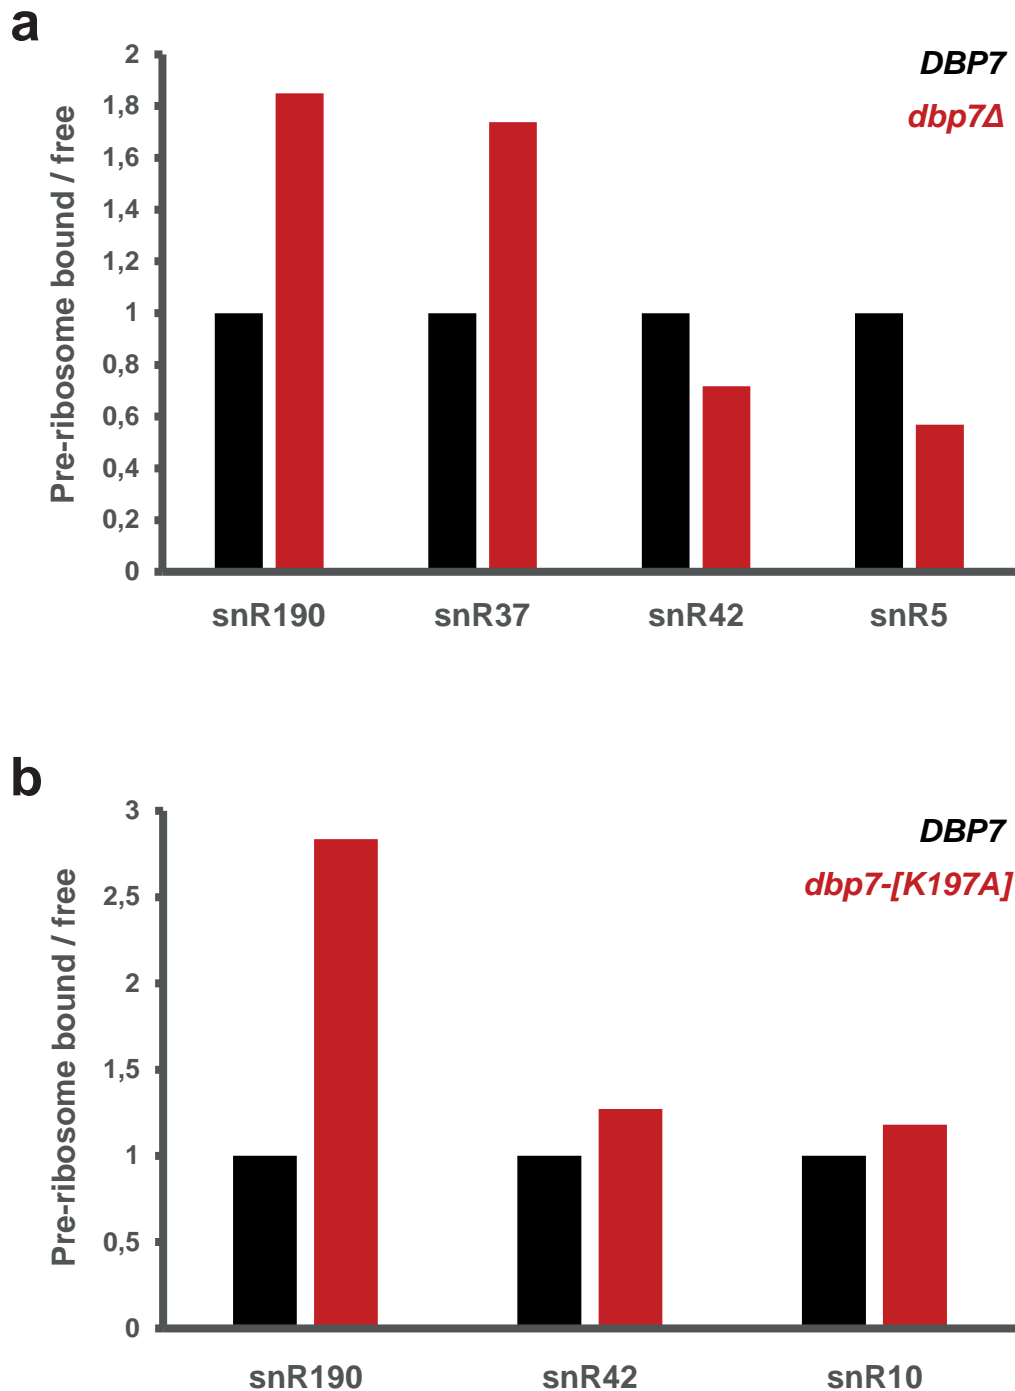 a
Pre-ribosome bound / free
2
1,8
1,6
1,4
1,2
1
0,8
0,6
0,4
0,2
0
DBP7
dbp7Δ
snR190 snR37 snR42 snR5
b
Pre-ribosome bound / free
3
2,5
2
1,5
1
0,5
0
DBP7
dbp7-[K197A]
snR190 snR42 snR10